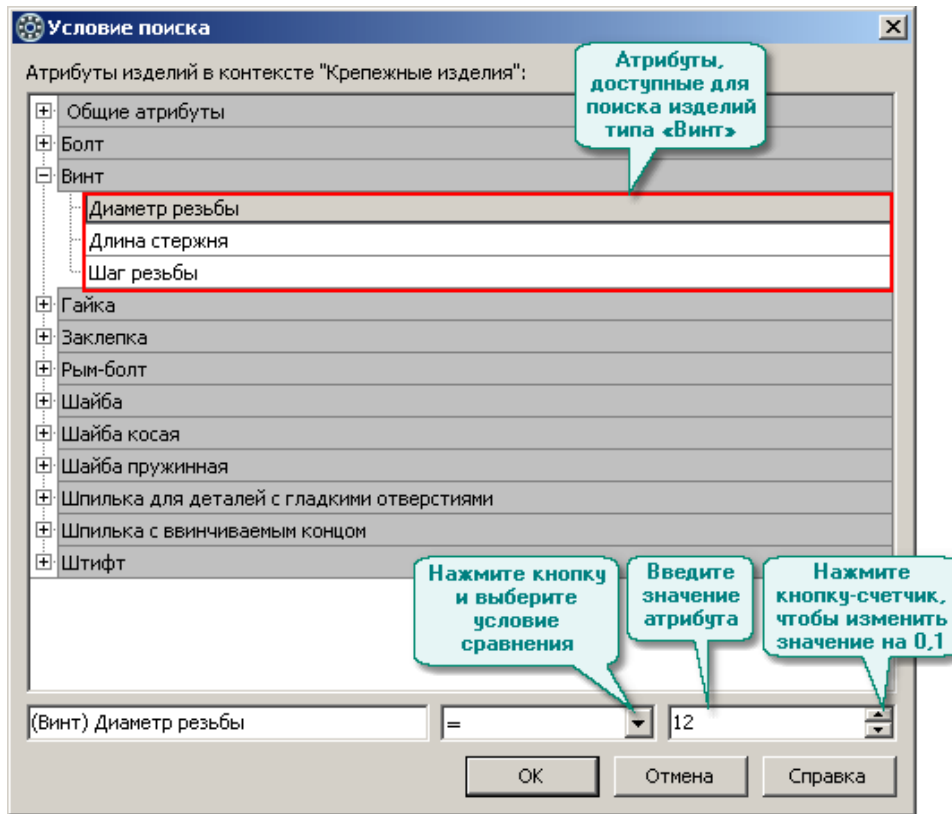 Условие поиска
Атрибуты изделий в контексте "Крепежные изделия":
Атрибуты,
доступные для
поиска изделий
типа «Винт»
Общие атрибуты
Болт
Винт
Диаметр резьбы
Длина стержня
Шаг резьбы
Гайка
Заклепка
Рым-болт
Шайба
Шайба косая
Шайба пружинная
Шпилька для деталей с гладкими отверстиями
Шпилька с ввинчиваемым концом
Штифт
Нажмите кнопку
и выберите
условие
сравнения
Введите
значение
атрибута
Нажмите
кнопку-счетчик,
чтобы изменить
значение на 0,1
(Винт) Диаметр резьбы
=
12
ОК
Отмена
Справка